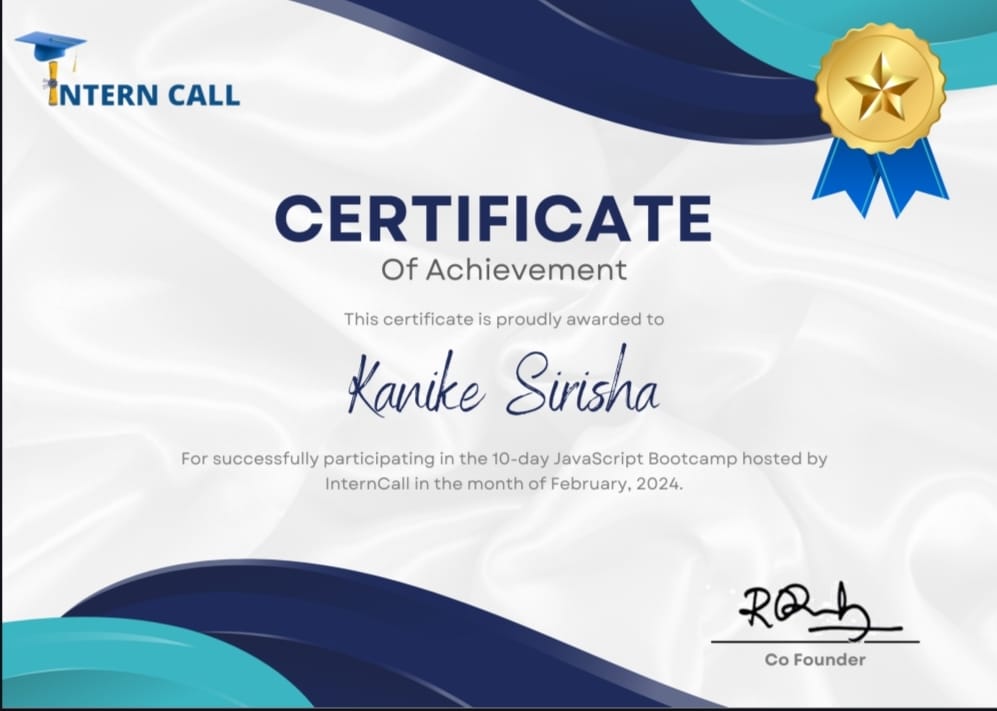 INTERN CALL
CERTIFICATE
Of Achievement
This certificate is proudly awarded to
Kanike Sirisha
For successfully participating in the 10-day JavaScript Bootcamp hosted by
InternCall in the month of February, 2024.
Co Founder